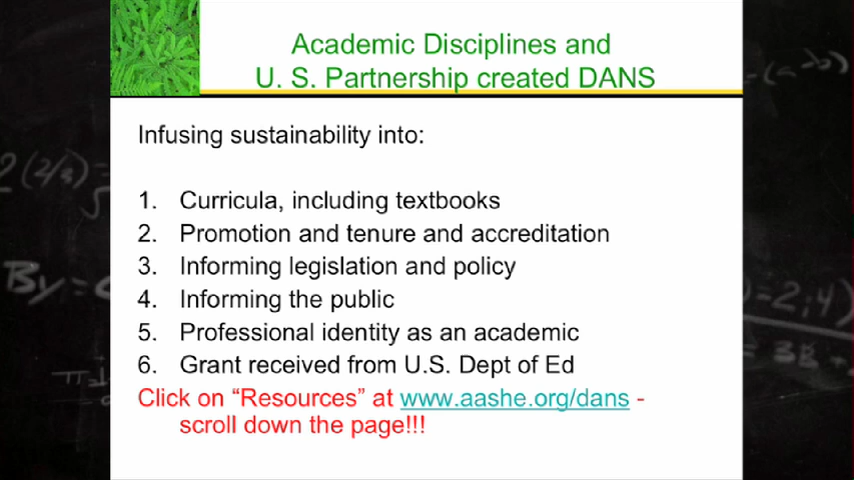 Academic Disciplines and
U. S. Partnership created DANS
Infusing sustainability into:
1. Curricula, including textbooks
2. Promotion and tenure and accreditation
3. Informing legislation and policy
4. Informing the public
5. Professional identity as an academic
6. Grant received from U.S. Dept of Ed
Click on “Resources” at www.aashe.org/dans -
scroll down the page!!!